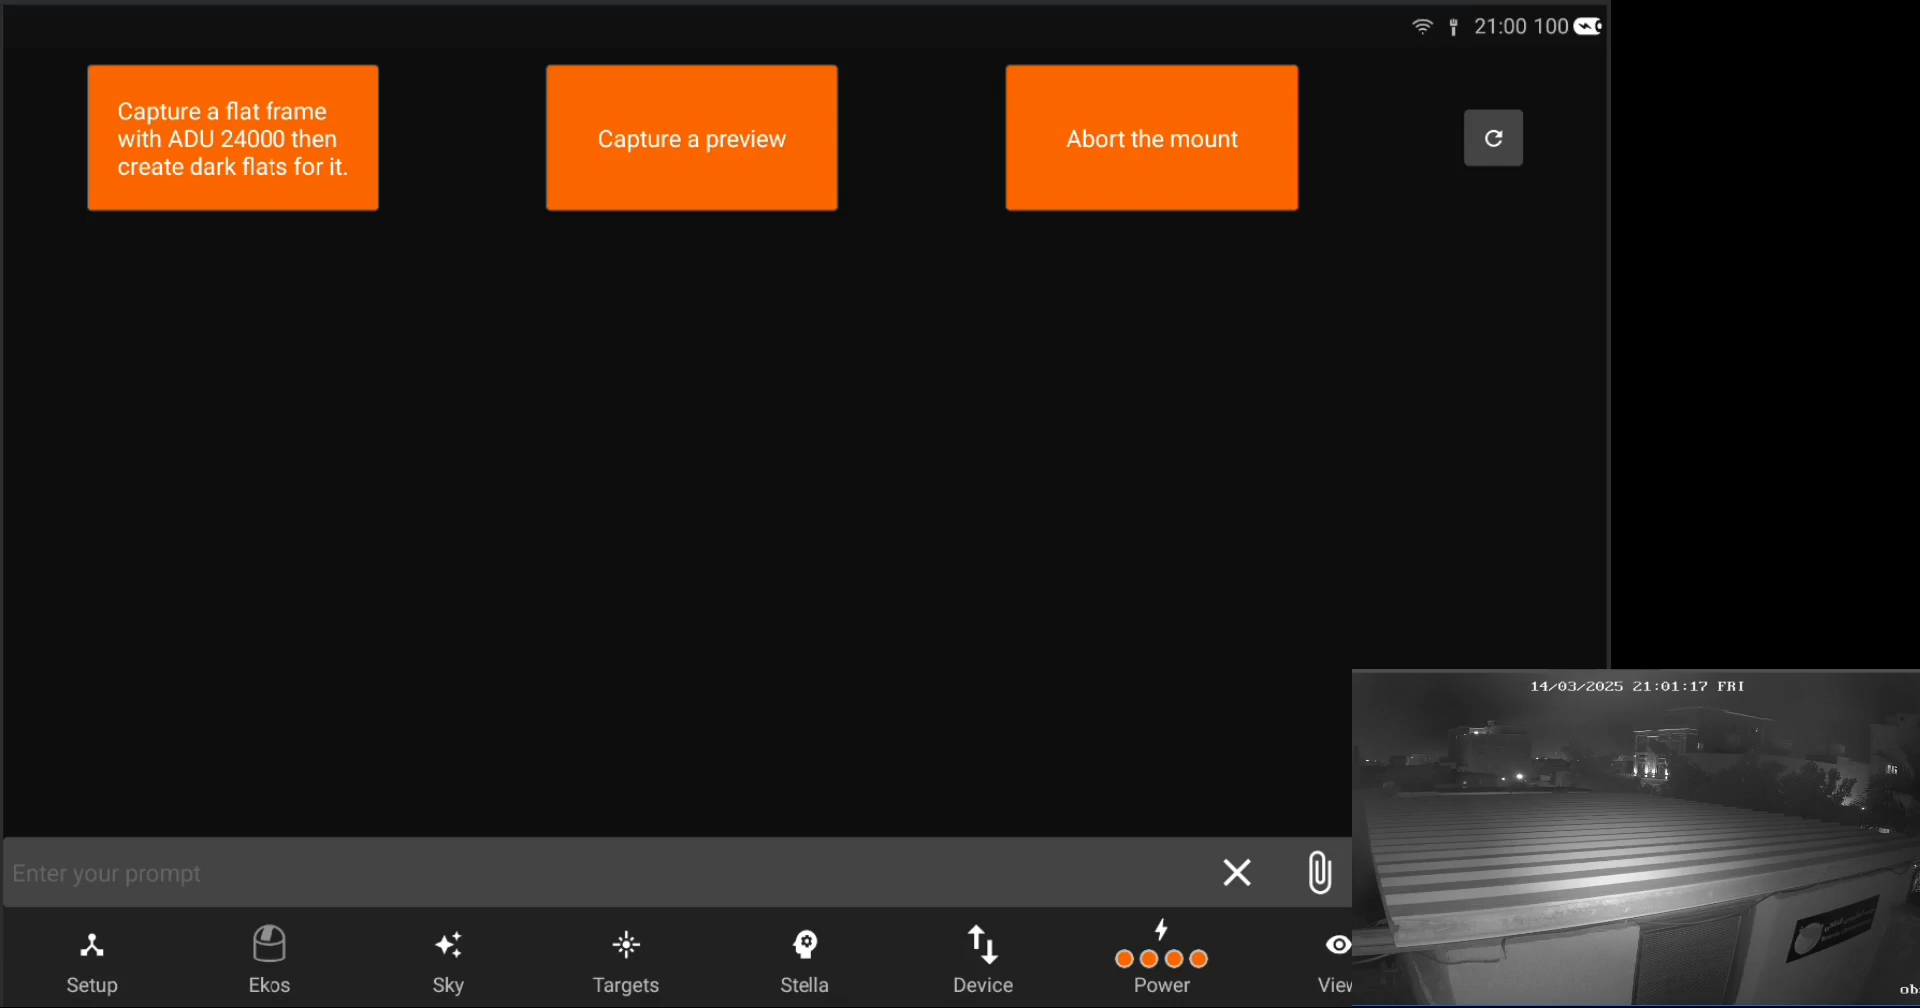 21:00 100
Capture a flat frame
with ADU 24000 then
create dark flats for it.
Capture a preview
Abort the mount
14/03/2025 21:01:17 FRI
Enter your prompt
Setup
Ekos
Sky
Targets
Stella
Device
Power
ob